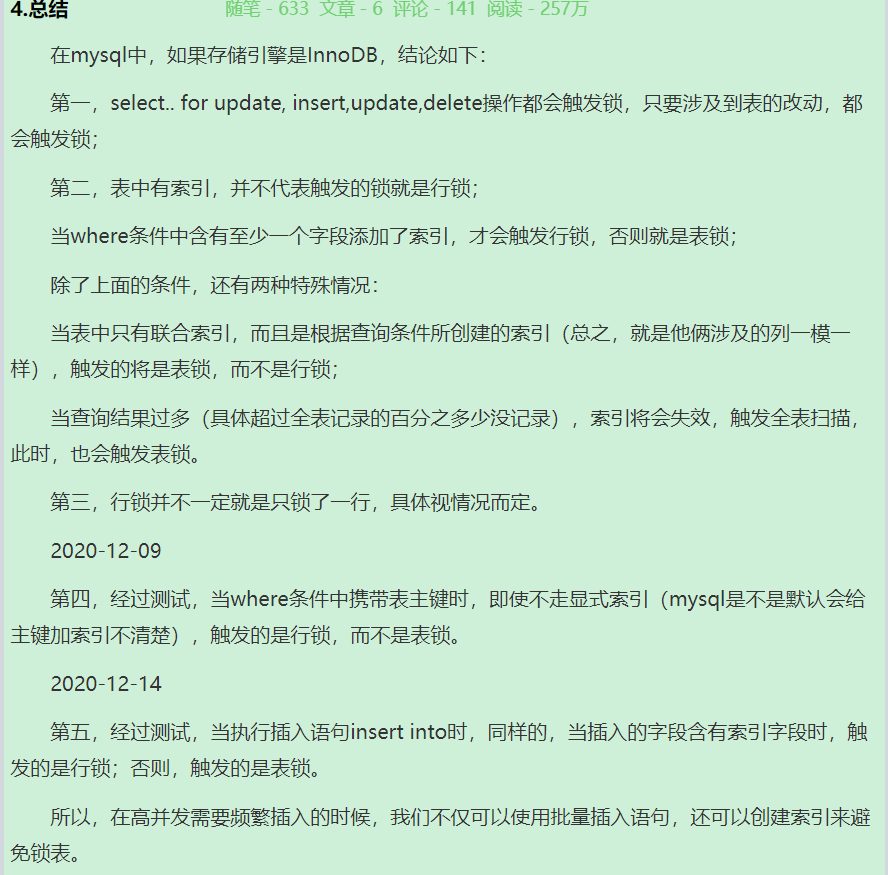 4.总结 随笔 - 633 文章 - 6 评论 - 141 阅读 - 257万
在mysql中，如果存储引擎是InnoDB，结论如下：
第一，select.. for update, insert,update,delete操作都会触发锁，只要涉及到表的改动，都
会触发锁；
第二，表中有索引，并不代表触发的锁就是行锁；
当where条件中含有至少一个字段添加了索引，才会触发行锁，否则就是表锁；
除了上面的条件，还有两种特殊情况：
当表中只有联合索引，而且是根据查询条件所创建的索引（总之，就是他俩涉及的列一模一
样），触发的将是表锁，而不是行锁；
当查询结果过多（具体超过全表记录的百分之多少没记录），索引将会失效，触发全表扫描，
此时，也会触发表锁。
第三，行锁并不一定就是只锁了一行，具体视情况而定。
2020-12-09
第四，经过测试，当where条件中携带表主键时，即使不走显式索引（mysql是不是默认会给
主键加索引不清楚），触发的是行锁，而不是表锁。
2020-12-14
第五，经过测试，当执行插入语句insert into时，同样的，当插入的字段含有索引字段时，触
发的是行锁；否则，触发的是表锁。
所以，在高并发需要频繁插入的时候，我们不仅可以使用批量插入语句，还可以创建索引来避
免锁表。